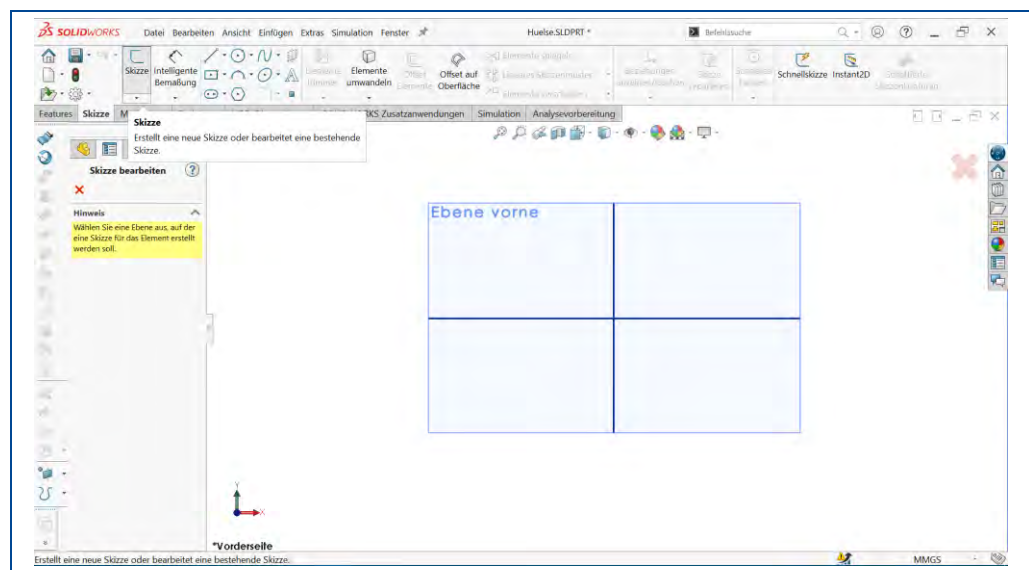 SOLIDWORKS Datei Bearbeiten Ansicht Einfügen Extras Simulation Fenster Huelse.SLDPRT * Befehlssuche
Skizze Intelligente Bemaßung
Elemente umwandeln
Offset auf Oberfläche
Schnellskizze Instant2D
Features Skizze M KS Zusatzanwendungen Simulation Analysevorbereitung
Skizze
Erstellt eine neue Skizze oder bearbeitet eine bestehende
Skizze.
Skizze bearbeiten
Hinweis
Wählen Sie eine Ebene aus, auf der
eine Skizze für das Element erstellt
werden soll.
Ebene vorne
Y
X
*Vorderseite
Erstellt eine neue Skizze oder bearbeitet eine bestehende Skizze.
MMGS